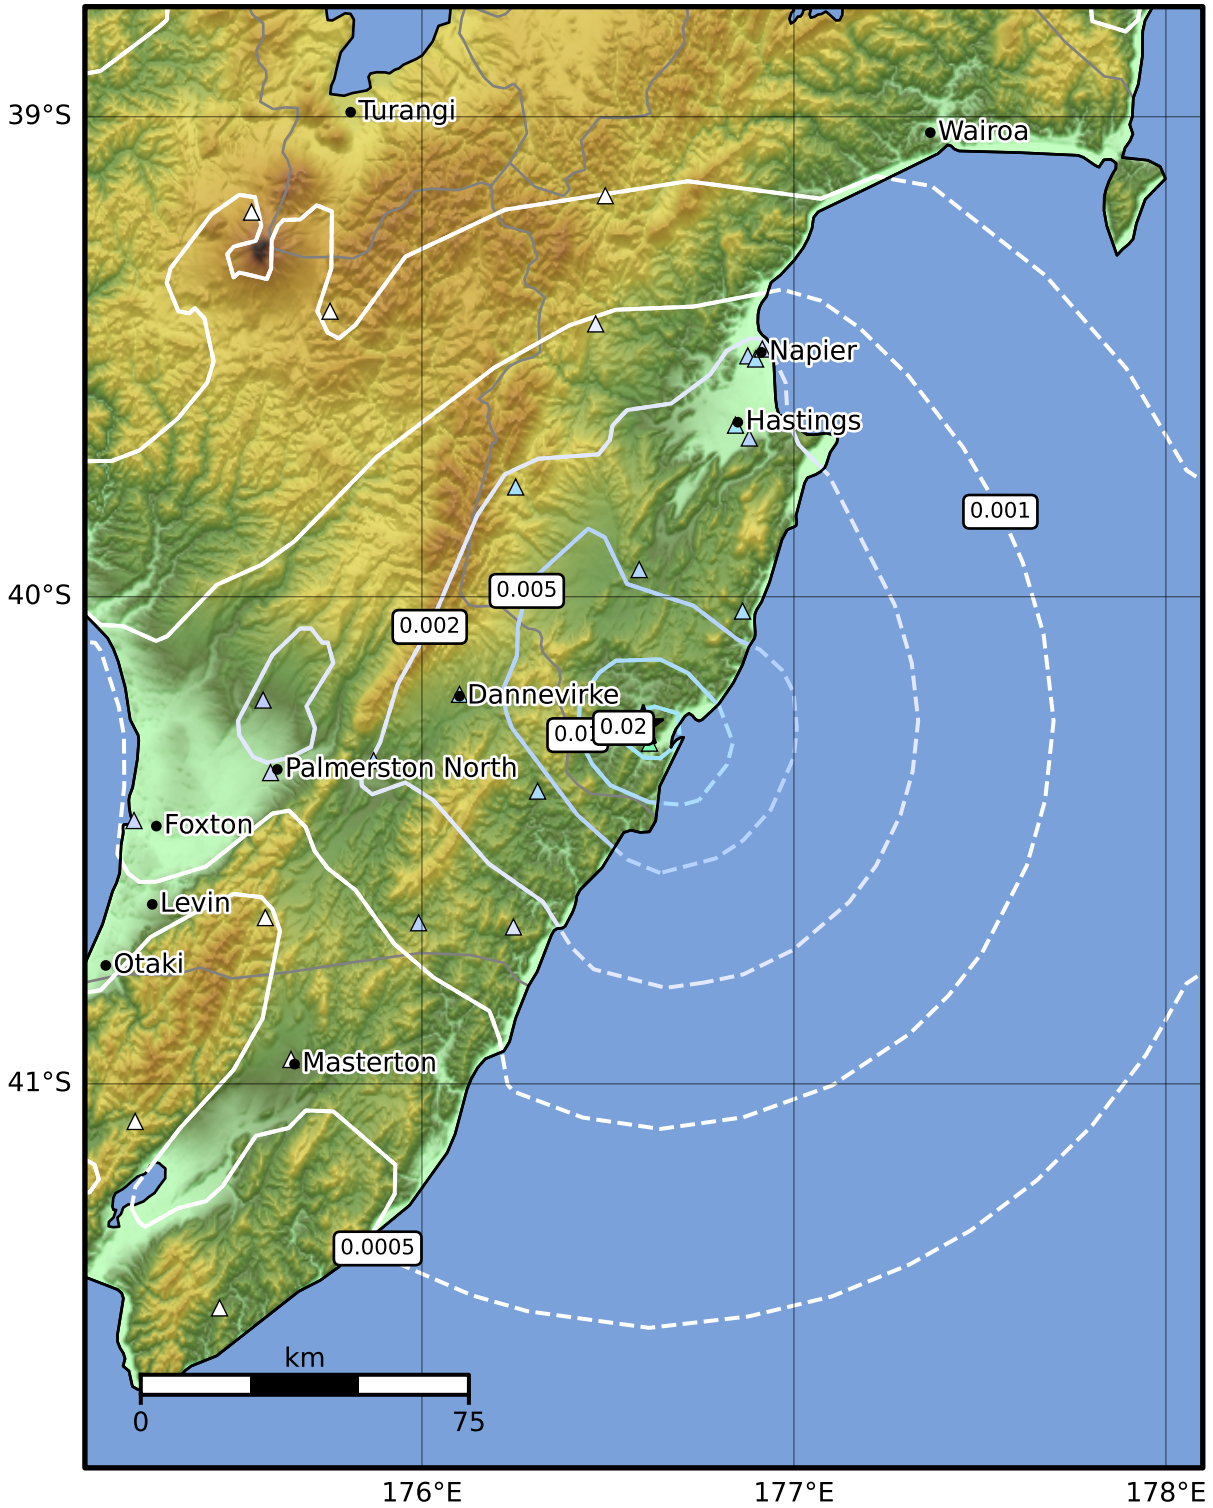 Turangi
39°S
Wairoa
Napier
Hastings
0.001
0.005
40°S
0.002
Dannevirke
0.02
Palmerston North
Foxton
Levin
Otaki
Masterton
41°S
0.0005
km
0
75
176°E
177°E
178°E